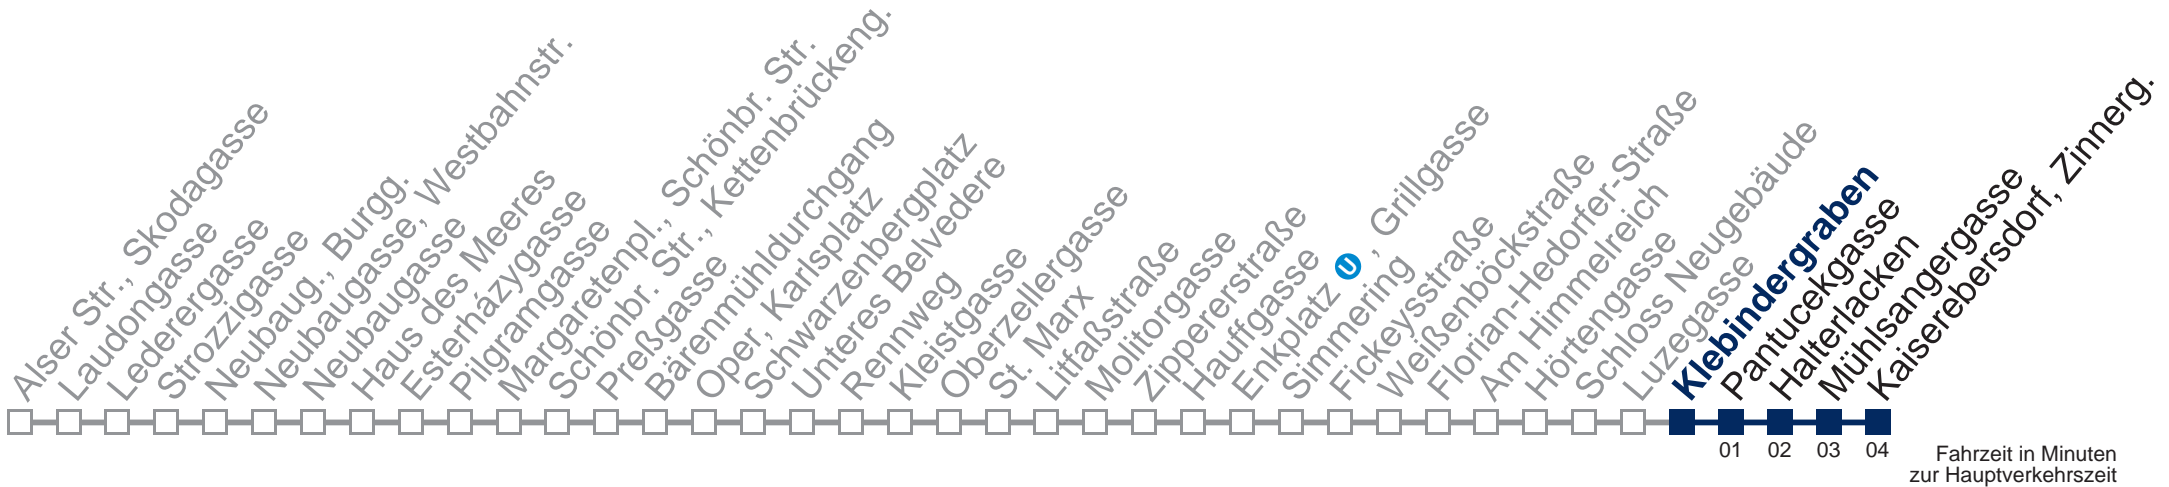 Alser Str., Skodagasse
Laudongasse
Lederergasse
Strozzigasse
Neubaug., Burgg.
Neubaugasse, Westbahnstr.
Neubaugasse
Haus des Meeres
Esterházygasse
Pilgramgasse
Margaretenpl., Schönbr. Str.
Schönbr. Str., Kettenbrückeng.
Preßgasse
Bärenmühldurchgang
Oper, Karlsplatz
Schwarzenbergplatz
Unteres Belvedere
Rennweg
Kleistgasse
Oberzellergasse
St. Marx
Litfaßstraße
Molitorgasse
Zippererstraße
Hauffgasse
Enkplatz U, Grillgasse
Simmering
Fickeysstraße
Weißenböckstraße
Florian-Hedorfer-Straße
Am Himmelreich
Hörtengasse
Schloss Neugebäude
Luzegasse
Klebindergraben
Pantucekgasse
Halterlacken
Mühlsangergasse
Kaiserebersdorf, Zinnerg.
01 02 03 04
Fahrzeit in Minuten
zur Hauptverkehrszeit